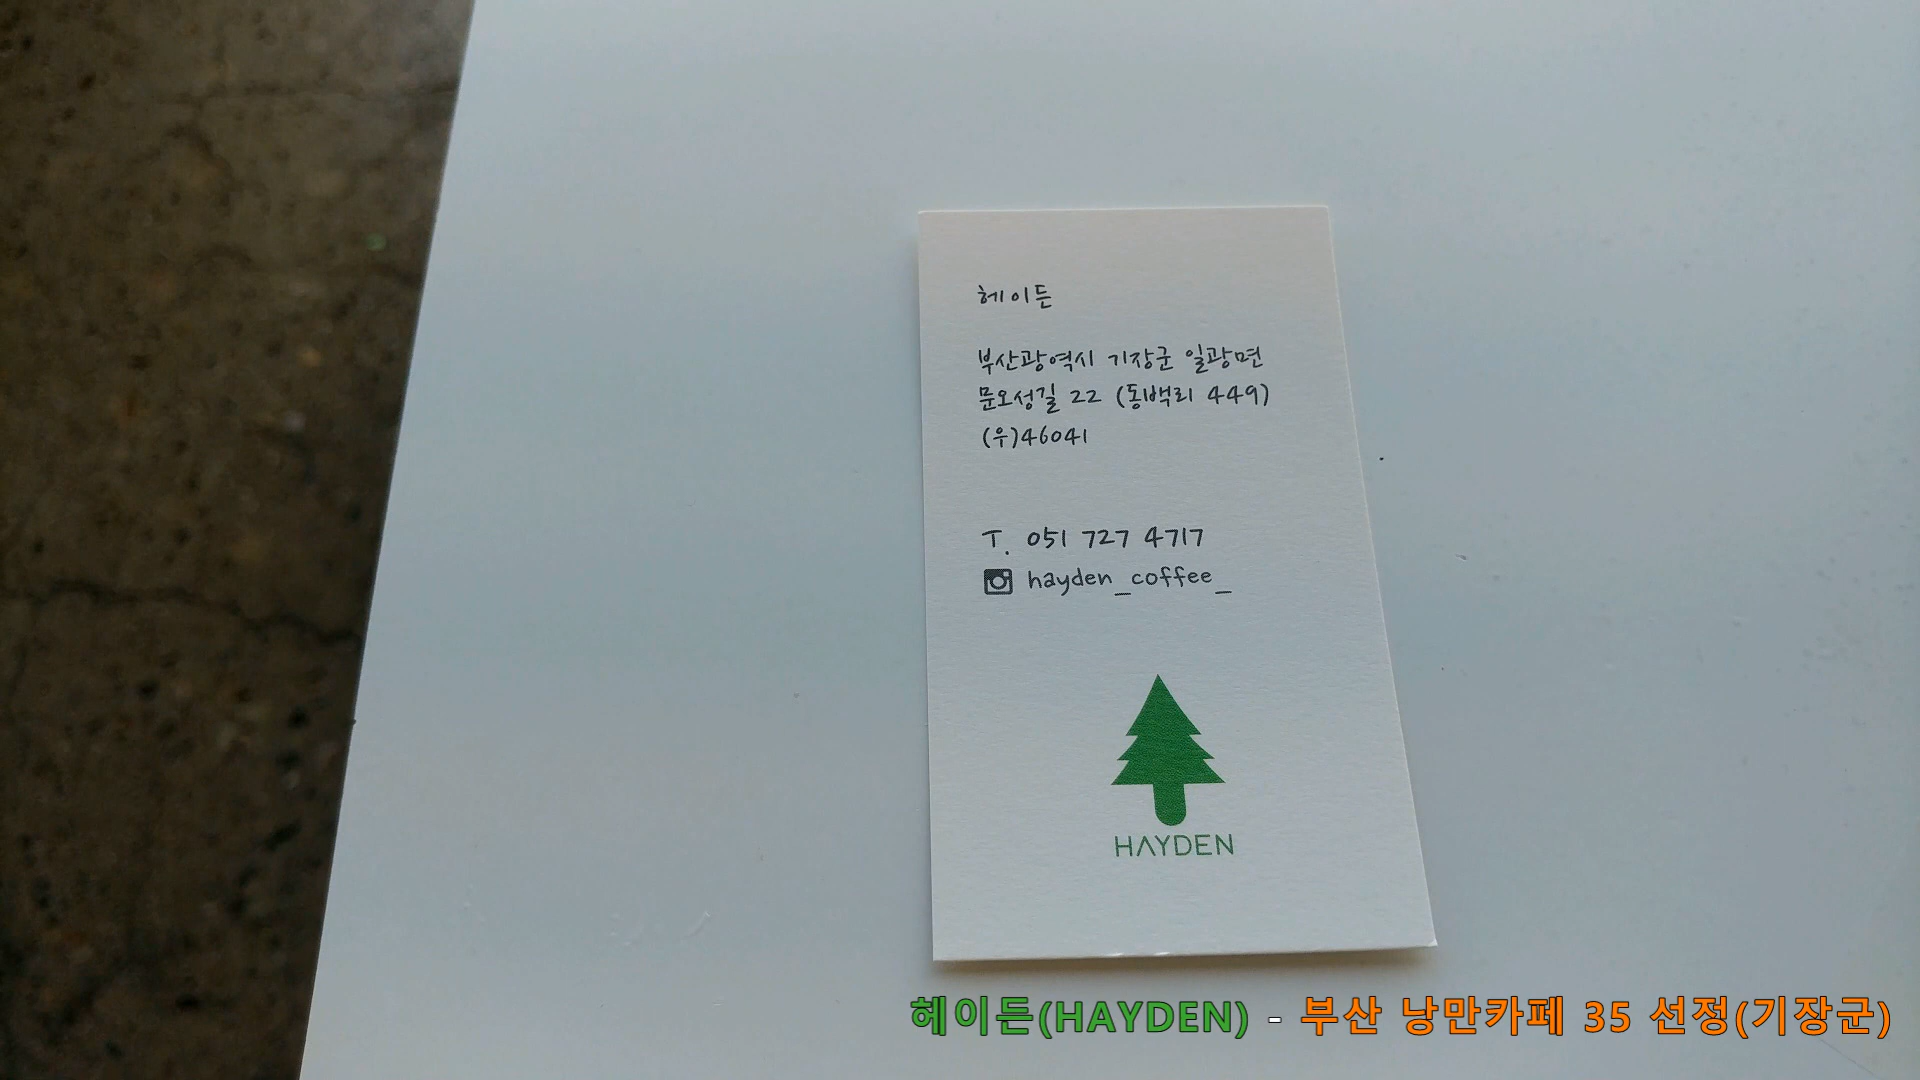 헤이든
부산광역시 기장군 일광면
문오성길 22 (동백리 449)
(우)46041
T. 051 727 4717
hayden_coffee_
HAYDEN
헤이든(HAYDEN) - 부산 낭만카페 35 선정(기장군)